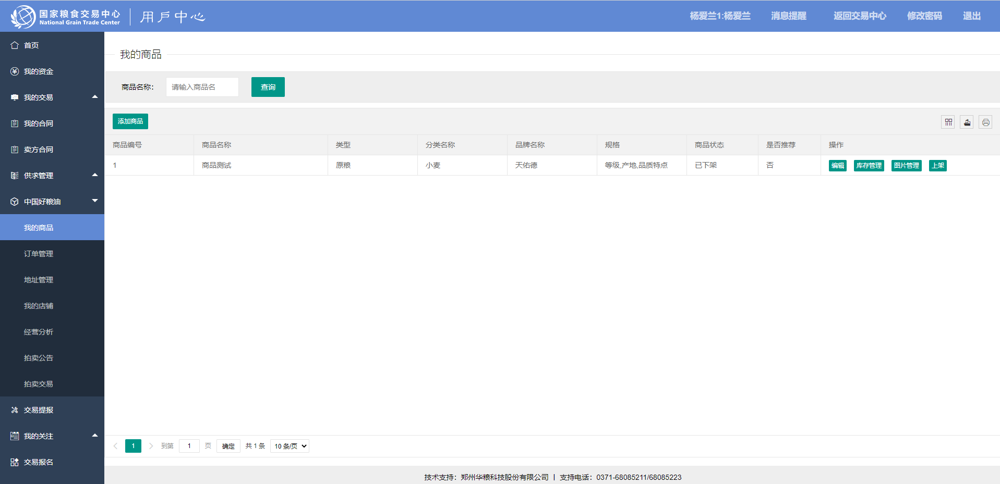 国家粮食交易中心
National Grain Trade Center
用户中心
杨爱兰1:杨爱兰
消息提醒
返回交易中心
修改密码
退出
首页
我的资金
我的交易
我的合同
卖方合同
供求管理
中国好粮油
我的商品
订单管理
地址管理
我的店铺
经营分析
拍卖公告
拍卖交易
交易提报
我的关注
交易报名
我的商品
商品名称：
请输入商品名
查询
添加商品
商品编号 商品名称 类型 分类名称 品牌名称 规格 商品状态 是否推荐 操作
1 商品测试 原粮 小麦 天佑德 等级,产地,品质特点 已下架 否 编辑 库存管理 图片管理 上架
1 到第 1 页 确定 共 1 条 10 条/页
技术支持：郑州华粮科技股份有限公司 | 支持电话：0371-68085211/68085223